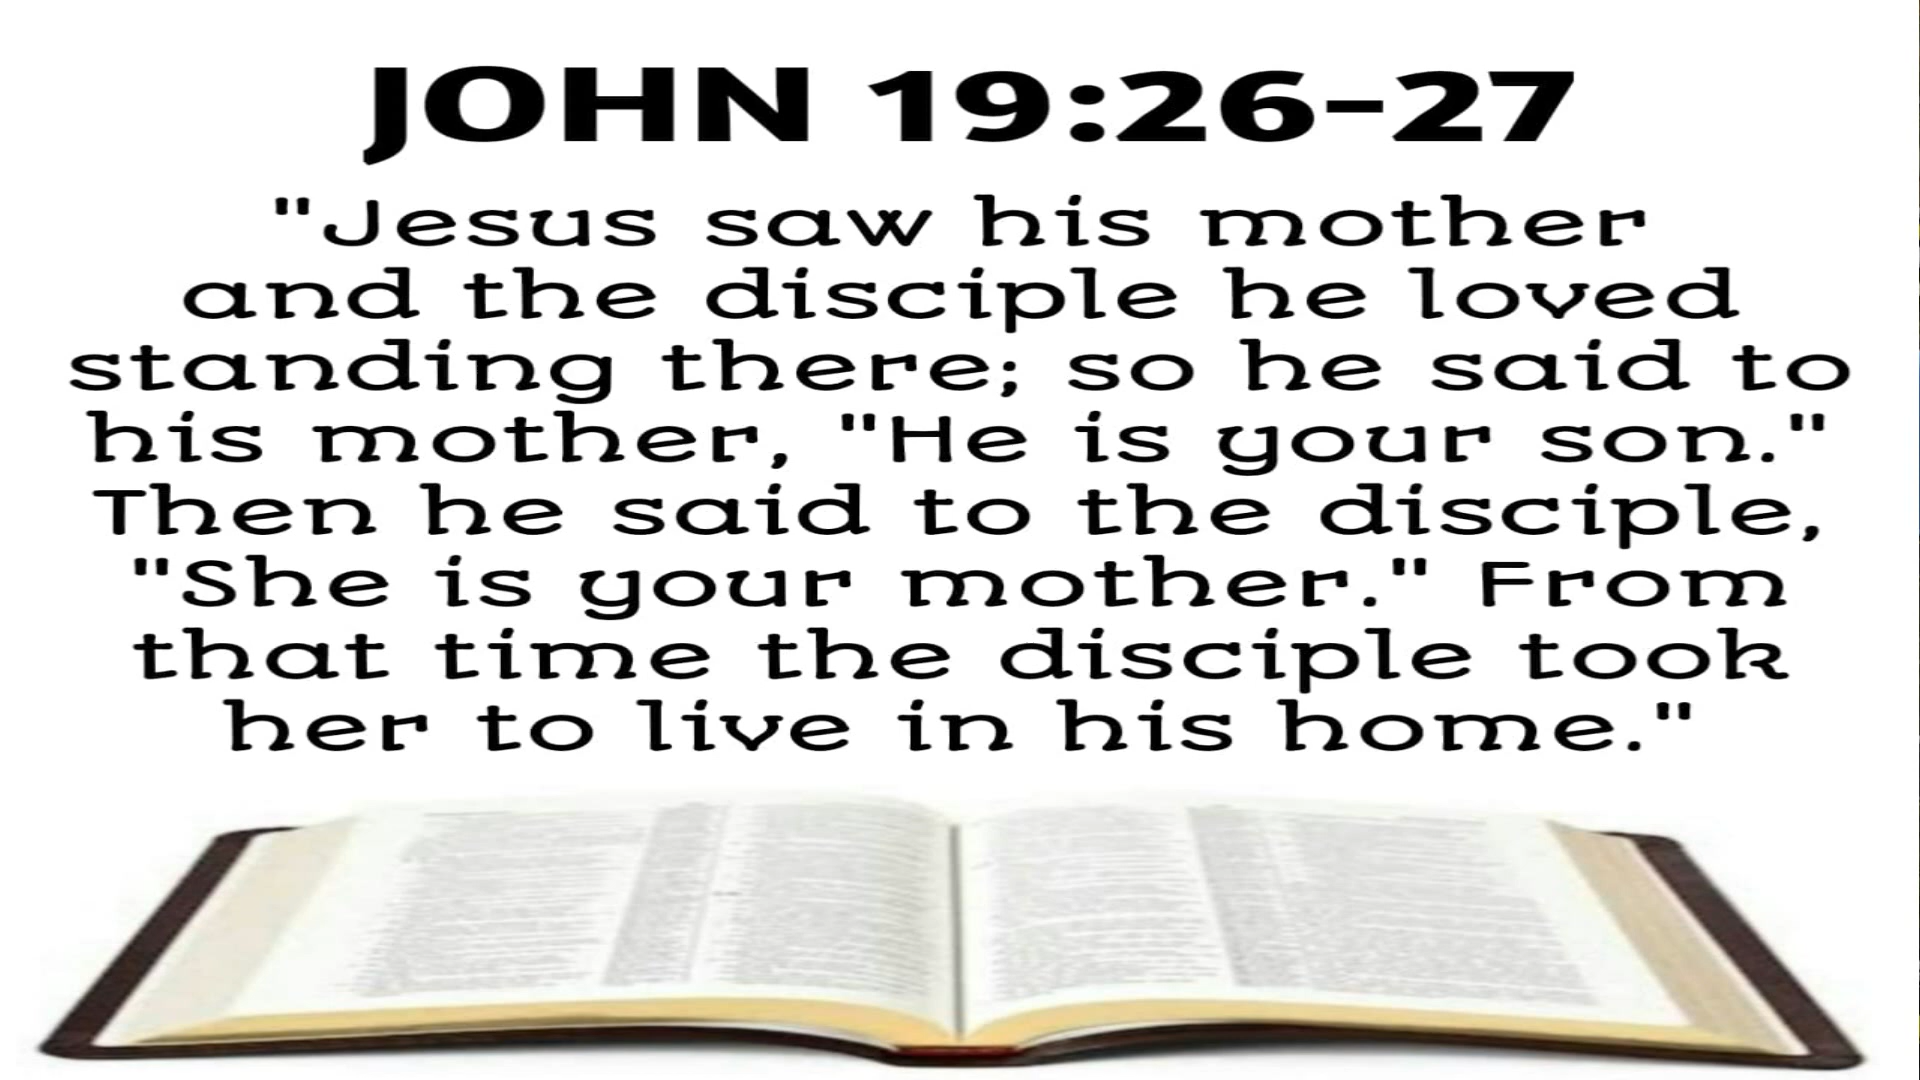 JOHN 19:26-27
"Jesus saw his mother
and the disciple he loved
standing there; so he said to
his mother, "He is your son."
Then he said to the disciple,
"She is your mother." From
that time the disciple took
her to live in his home."